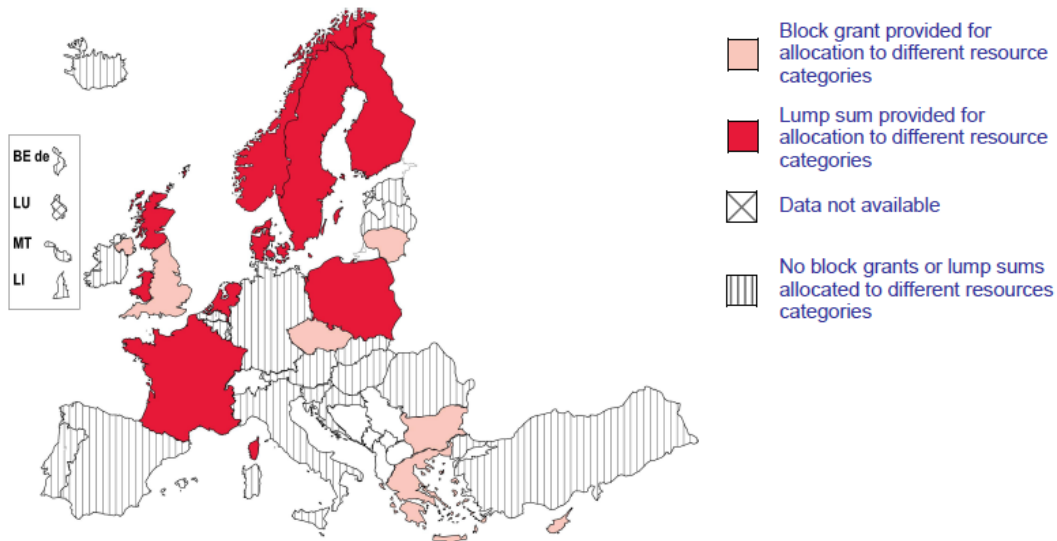 BE de
LU
MT
LI
Block grant provided for
allocation to different resource
categories
Lump sum provided for
allocation to different resource
categories
Data not available
No block grants or lump sums
allocated to different resources
categories